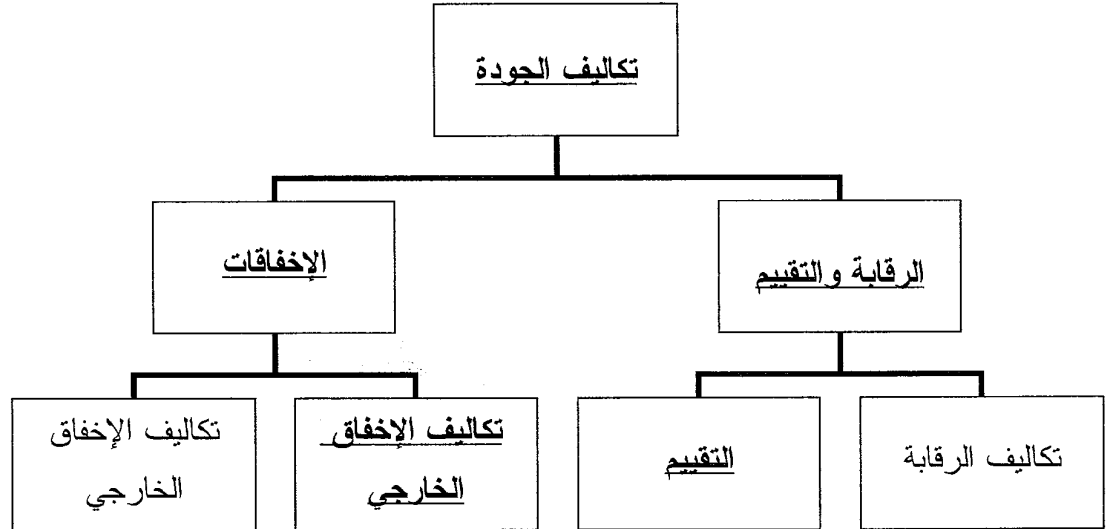 تكاليف الجودة
الرقابة والتقييم
الإخفاقات
تكاليف الرقابة
التقييم
تكاليف الإخفاق
الخارجي
تكاليف الإخفاق
الخارجي